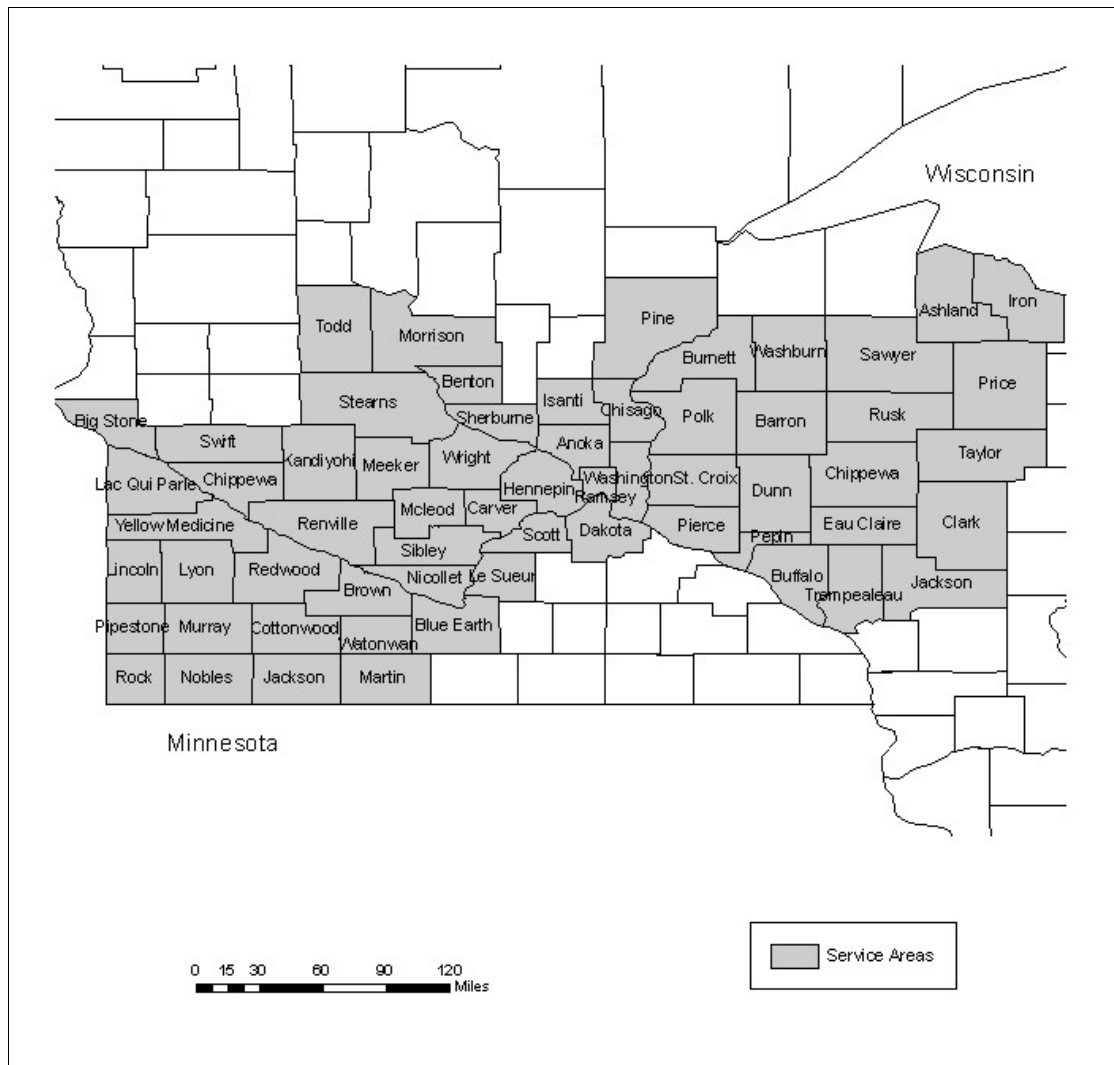 Wisconsin
Ashland
Iron
Todd
Morrison
Pine
Burnett
Washburn
Sawyer
Price
Benton
Stearns
Isanti
Chisago
Polk
Barron
Rusk
Big Stone
Sherburne
Swift
Kandiyohi
Meeker
Wright
Anoka
Taylor
Lac Qui Parle
Chippewa
Hennepin
Washington
Ramsey
St. Croix
Dunn
Chippewa
Mcleod
Carver
Yellow Medicine
Renville
Scott
Dakota
Pierce
Eau Claire
Clark
Sibley
Pepin
Lincoln
Lyon
Redwood
Nicollet
Le Sueur
Brown
Buffalo
Trempealeau
Jackson
Pipestone
Murray
Cottonwood
Watonwan
Blue Earth
Rock
Nobles
Jackson
Martin
Minnesota
Service Areas
0 15 30 60 90 120
Miles